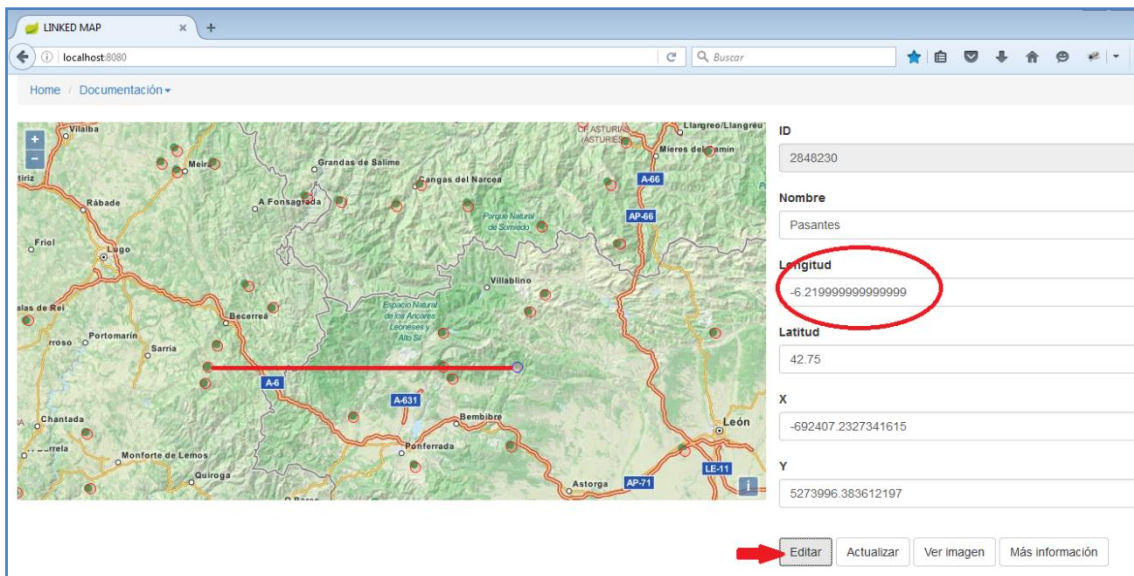 LINKED MAP
localhost:8080
Buscar
Home / Documentación
+
-
Vilalba
Meira
Grandas de Salime
Cangas del Narcea
Llangréu
Mieres del
A-66
AP-66
Rábade
A Fonsagrada
Parque Natural
de Somiedo
Friol
Lugo
Villablino
Becerreá
Espacio Natural
de los Ancares
Leoneses y
Alto Sil
Portomarín
Sarria
A-6
A-631
Bembibre
León
Chantada
Ponferrada
Monforte de Lemos
Quiroga
LE-11
Astorga
AP-71
i
ID
2848230
Nombre
Pasantes
Longitud
-6.219999999999999
Latitud
42.75
X
-692407.2327341615
Y
5273996.383612197
Editar
Actualizar
Ver imagen
Más información